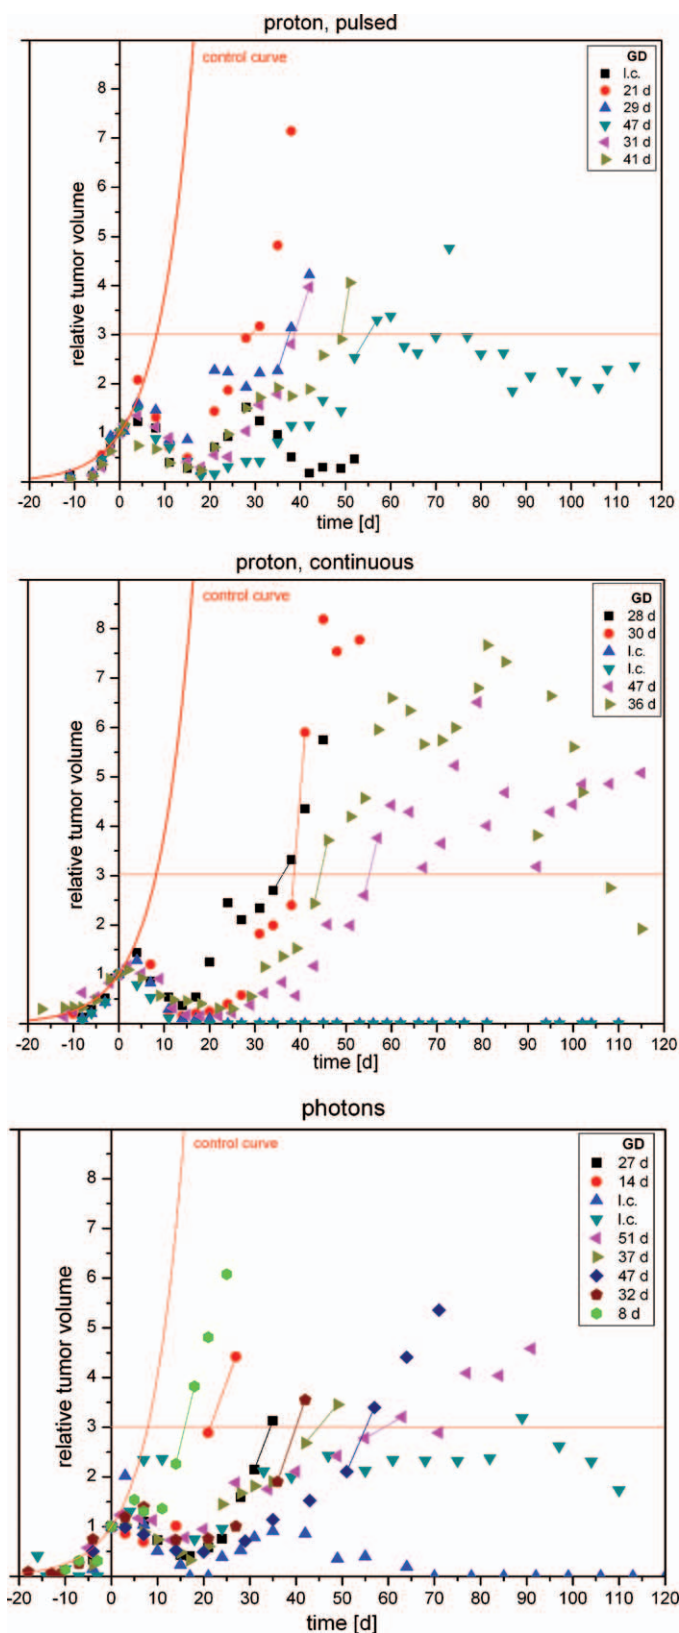 proton, pulsed
control curve
GD
l.c.
21 d
29 d
47 d
31 d
41 d
relative tumor volume
8
7
6
5
4
3
2
1
-20 -10 0 10 20 30 40 50 60 70 80 90 100 110 120
time [d]
proton, continuous
control curve
GD
28 d
30 d
l.c.
l.c.
47 d
36 d
relative tumor volume
8
7
6
5
4
3
2
1
-20 -10 0 10 20 30 40 50 60 70 80 90 100 110 120
time [d]
photons
control curve
GD
27 d
14 d
l.c.
l.c.
51 d
37 d
47 d
32 d
8 d
relative tumor volume
8
7
6
5
4
3
2
1
-20 -10 0 10 20 30 40 50 60 70 80 90 100 110 120
time [d]